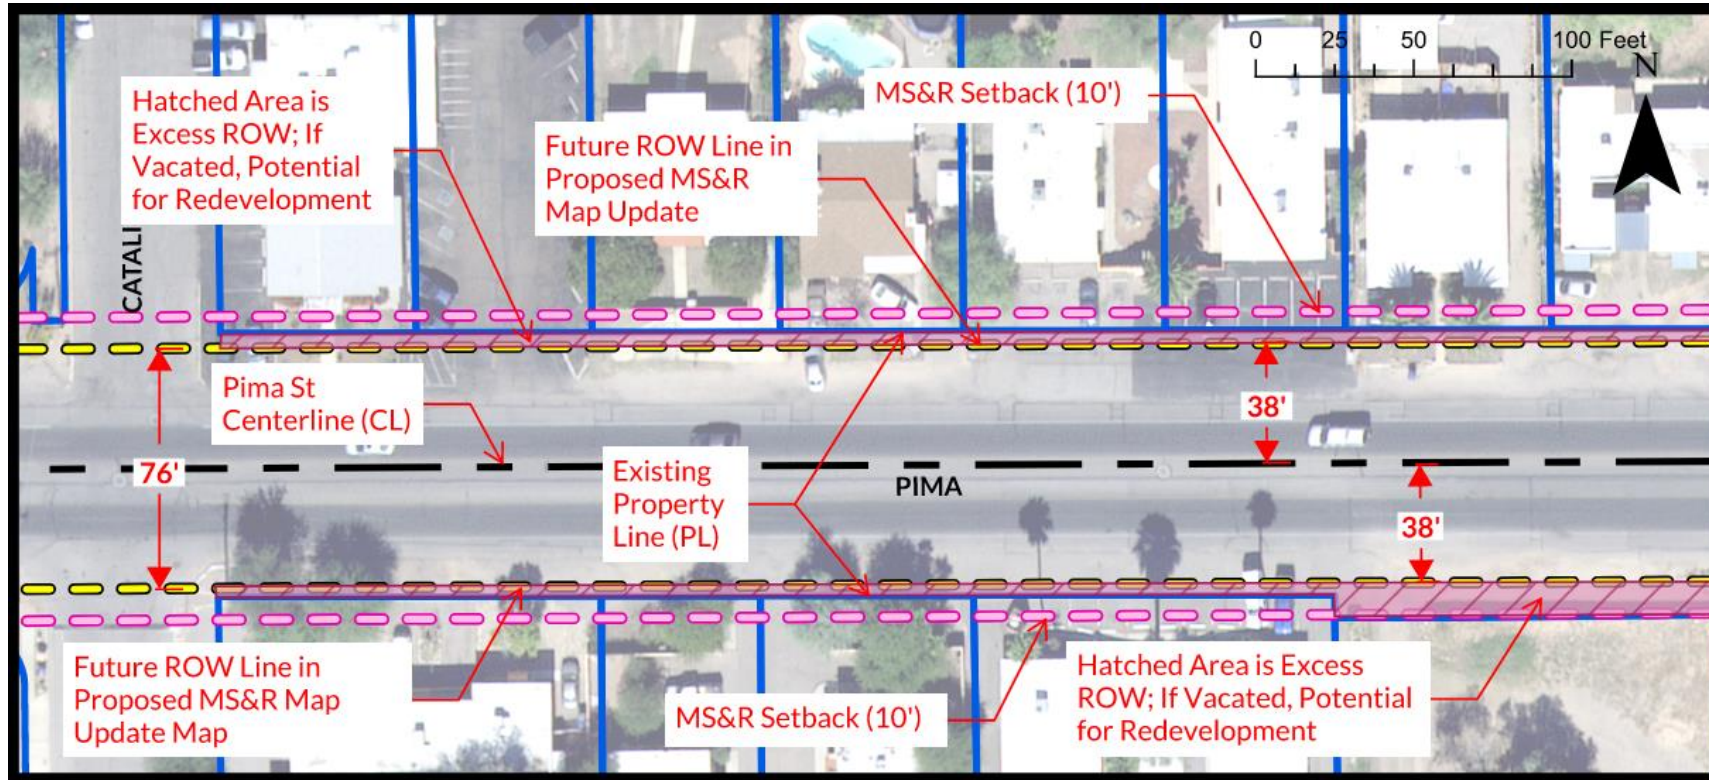 0 25 50 100 Feet
N
Hatched Area is
Excess ROW; If
Vacated, Potential
for Redevelopment
Future ROW Line in
Proposed MS&R
Map Update
MS&R Setback (10')
CATALI
Pima St
Centerline (CL)
76'
Existing
Property
Line (PL)
PIMA
38'
38'
Future ROW Line in
Proposed MS&R Map
Update Map
MS&R Setback (10')
Hatched Area is Excess
ROW; If Vacated, Potential
for Redevelopment